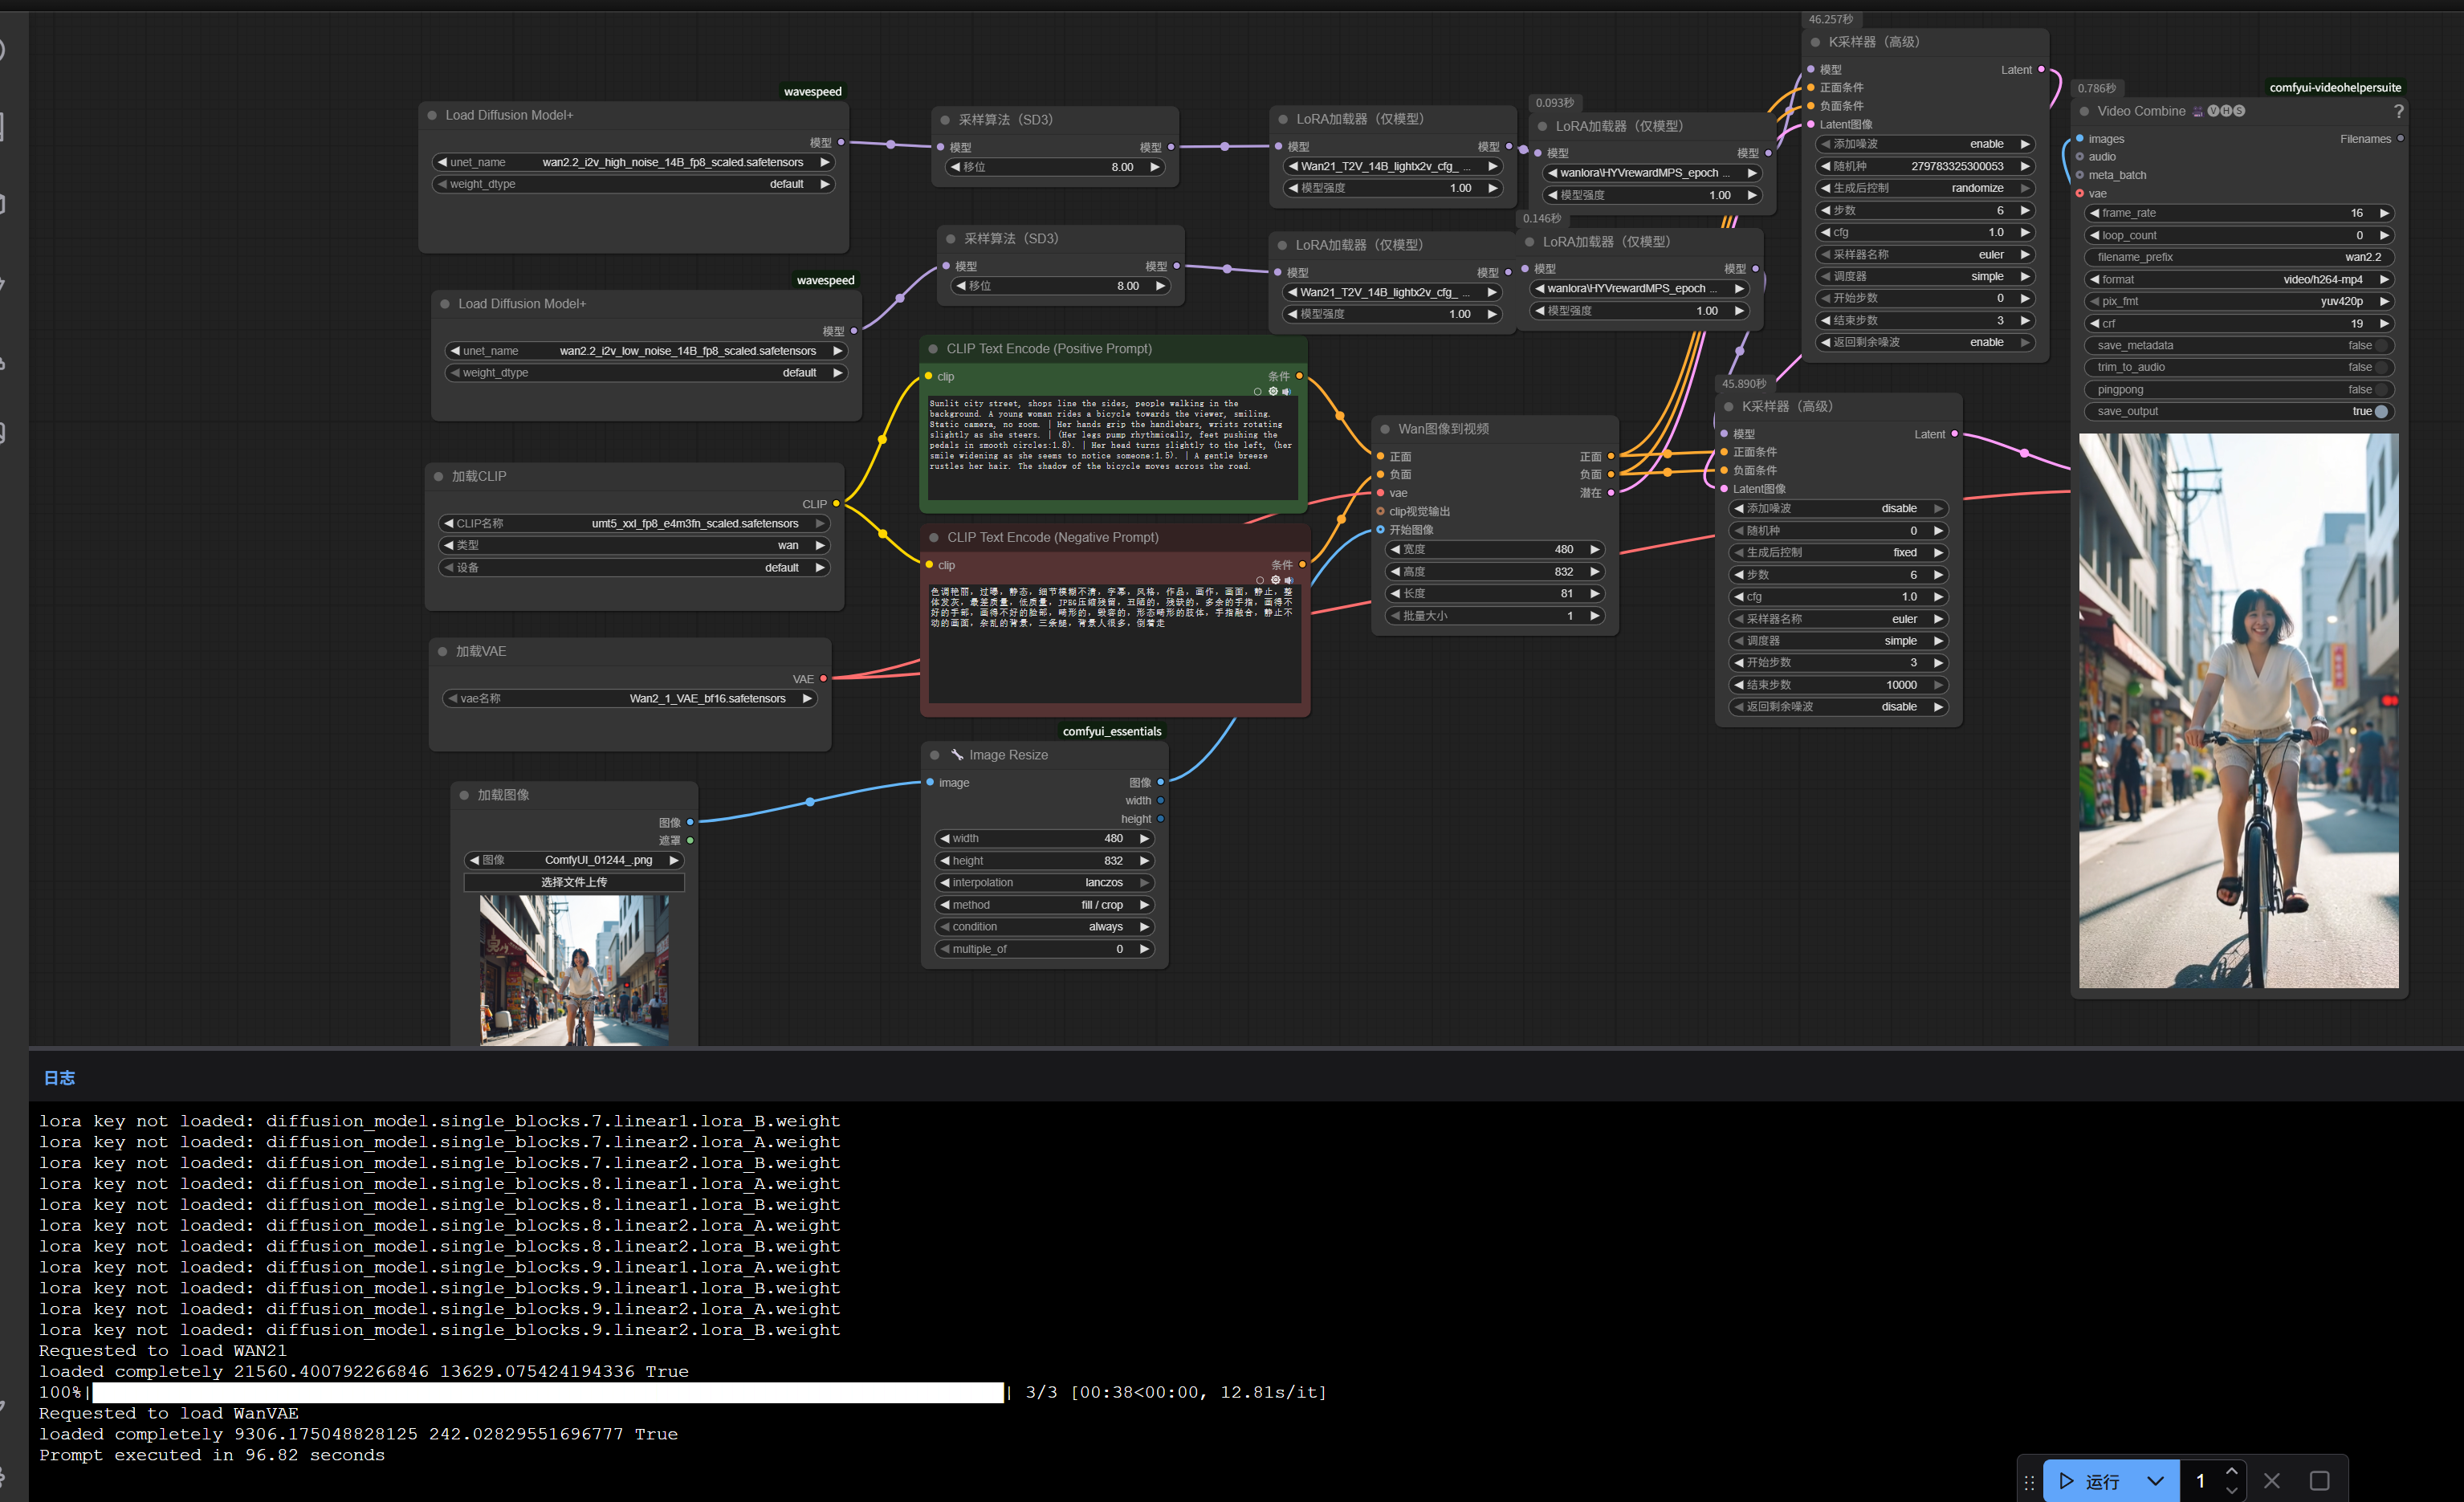 wavespeed
Load Diffusion Model+
模型
unet_name wan2.2_i2v_high_noise_14B_fp8_scaled.safetensors
weight_dtype default
采样算法（SD3）
模型 模型
移位 8.00
LoRA加载器（仅模型）
模型 模型
Wan21_T2V_14B_lightx2v_cfg_ ...
模型强度 1.00
0.093秒
LoRA加载器（仅模型）
模型 模型
wanlora\HYVrewardMPS_epoch ...
模型强度 1.00
46.257秒
K采样器（高级）
模型 Latent
正面条件
负面条件
Latent图像
添加噪波 enable
随机种 279783325300053
生成后控制 randomize
步数 6
cfg 1.0
采样器名称 euler
调度器 simple
开始步数 0
结束步数 3
返回剩余噪波 enable
0.786秒
comfyui-videohelpersuite
Video Combine VHS ?
images Filenames
audio
meta_batch
vae
frame_rate 16
loop_count 0
filename_prefix wan2.2
format video/h264-mp4
pix_fmt yuv420p
crf 19
save_metadata false
trim_to_audio false
pingpong false
save_output true
wavespeed
Load Diffusion Model+
模型
unet_name wan2.2_i2v_low_noise_14B_fp8_scaled.safetensors
weight_dtype default
采样算法（SD3）
模型 模型
移位 8.00
LoRA加载器（仅模型）
模型 模型
Wan21_T2V_14B_lightx2v_cfg_ ...
模型强度 1.00
0.146秒
LoRA加载器（仅模型）
模型 模型
wanlora\HYVrewardMPS_epoch ...
模型强度 1.00
CLIP Text Encode (Positive Prompt)
clip 条件
Sunlit city street, shops line the sides, people walking in the
background. A young woman rides a bicycle towards the viewer, smiling.
Static camera, no zoom. | Her hands grip the handlebars, wrists rotating
slightly as she steers. | (Her legs pump rhythmically, feet pushing the
pedals in smooth circles:1.8). | Her head turns slightly to the left, (her
smile widening as she seems to notice someone:1.5). | A gentle breeze
rustles her hair. The shadow of the bicycle moves across the road.
加载CLIP
CLIP
CLIP名称 umt5_xxl_fp8_e4m3fn_scaled.safetensors
类型 wan
设备 default
CLIP Text Encode (Negative Prompt)
clip 条件
色调艳丽，过曝，静态，细节模糊不清，字幕，风格，作品，画作，画面，静止，整
体发灰，最差质量，低质量，JPEG压缩残留，丑陋的，残缺的，多余的手指，画得不
好的手部，画得不好的脸部，畸形的，毁容的，形态畸形的肢体，手指融合，静止不
动的画面，杂乱的背景，三条腿，背景人很多，倒着走
Wan图像到视频
正面 正面
负面 负面
vae 潜在
clip视觉输出
开始图像
宽度 480
高度 832
长度 81
批量大小 1
45.890秒
K采样器（高级）
模型 Latent
正面条件
负面条件
Latent图像
添加噪波 disable
随机种 0
生成后控制 fixed
步数 6
cfg 1.0
采样器名称 euler
调度器 simple
开始步数 3
结束步数 10000
返回剩余噪波 disable
加载VAE
VAE
vae名称 Wan2_1_VAE_bf16.safetensors
加载图像
图像
遮罩
图像 ComfyUI_01244_.png
选择文件上传
comfyui_essentials
Image Resize
image 图像
width
height
width 480
height 832
interpolation lanczos
method fill / crop
condition always
multiple_of 0
日志
lora key not loaded: diffusion_model.single_blocks.7.linear1.lora_B.weight
lora key not loaded: diffusion_model.single_blocks.7.linear2.lora_A.weight
lora key not loaded: diffusion_model.single_blocks.7.linear2.lora_B.weight
lora key not loaded: diffusion_model.single_blocks.8.linear1.lora_A.weight
lora key not loaded: diffusion_model.single_blocks.8.linear1.lora_B.weight
lora key not loaded: diffusion_model.single_blocks.8.linear2.lora_A.weight
lora key not loaded: diffusion_model.single_blocks.8.linear2.lora_B.weight
lora key not loaded: diffusion_model.single_blocks.9.linear1.lora_A.weight
lora key not loaded: diffusion_model.single_blocks.9.linear1.lora_B.weight
lora key not loaded: diffusion_model.single_blocks.9.linear2.lora_A.weight
lora key not loaded: diffusion_model.single_blocks.9.linear2.lora_B.weight
Requested to load WAN21
loaded completely 21560.400792266846 13629.075424194336 True
100%| | 3/3 [00:38<00:00, 12.81s/it]
Requested to load WanVAE
loaded completely 9306.175048828125 242.02829551696777 True
Prompt executed in 96.82 seconds
运行 1